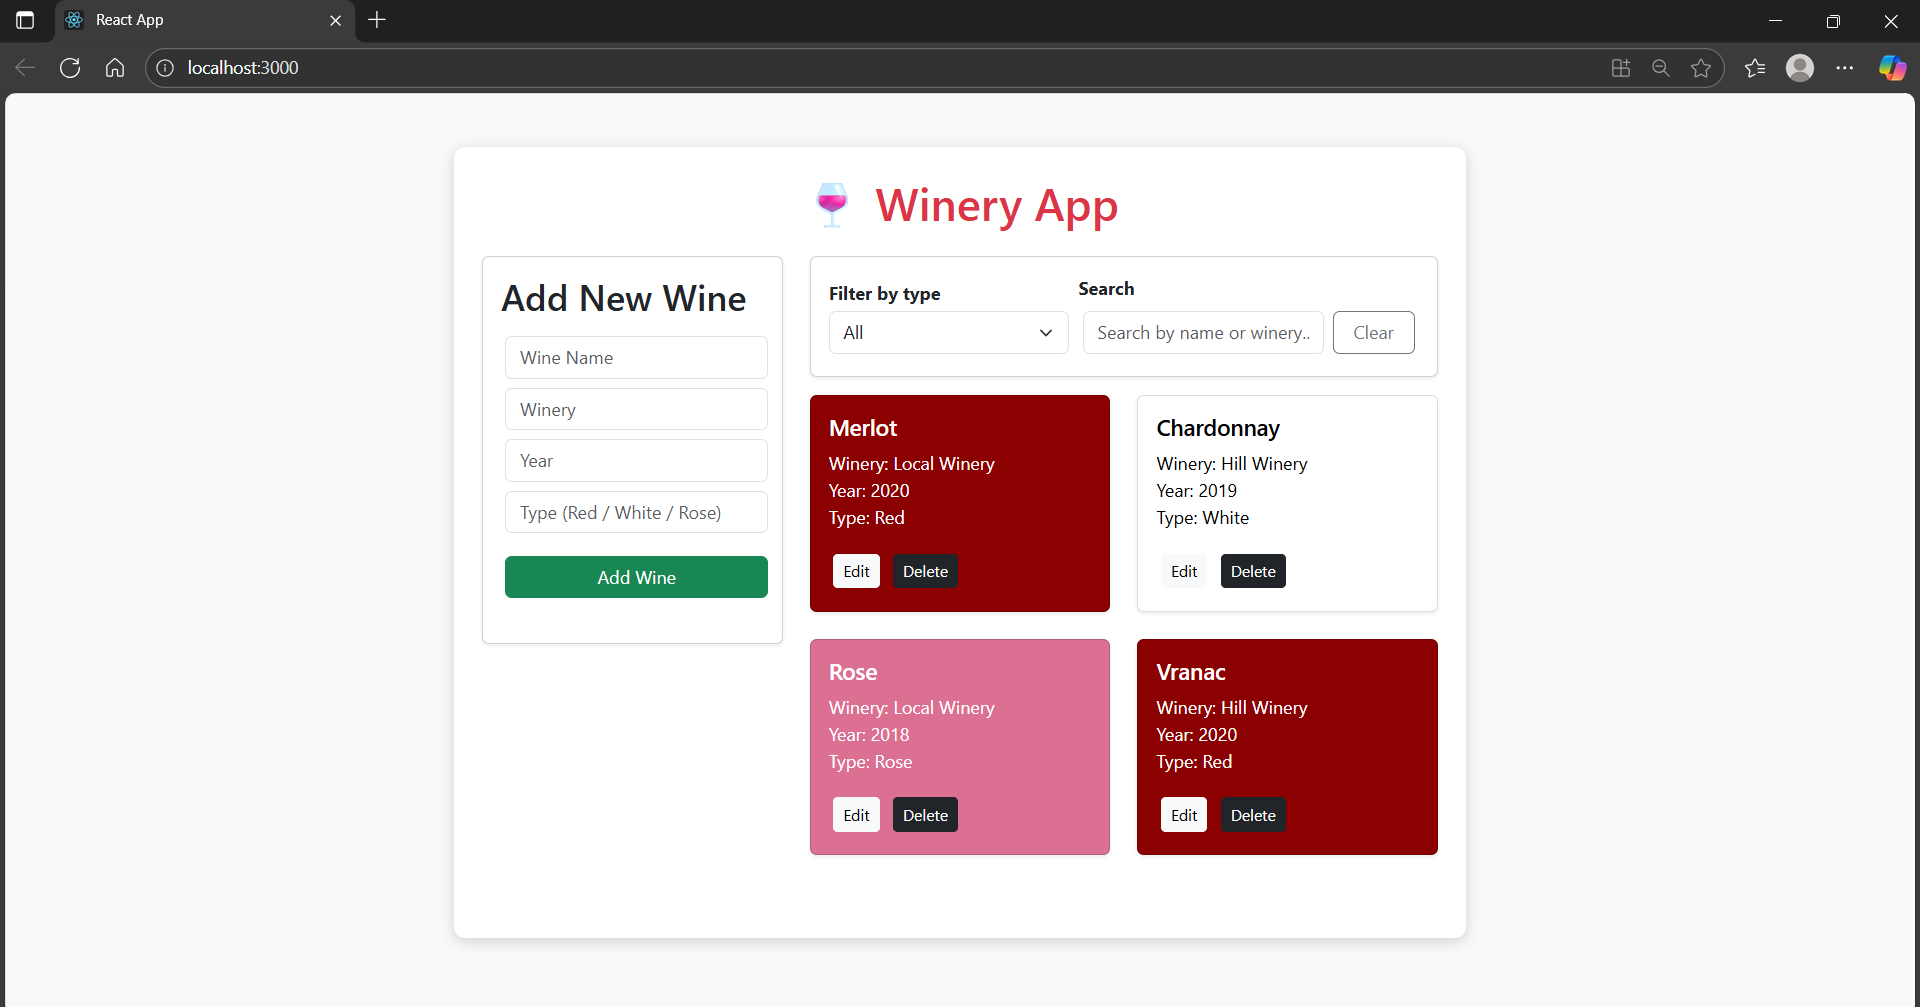 React App
localhost:3000
Winery App
Add New Wine
Wine Name
Winery
Year
Type (Red / White / Rose)
Add Wine
Filter by type
All
Search
Search by name or winery..
Clear
Merlot
Winery: Local Winery
Year: 2020
Type: Red
Edit Delete
Chardonnay
Winery: Hill Winery
Year: 2019
Type: White
Edit Delete
Rose
Winery: Local Winery
Year: 2018
Type: Rose
Edit Delete
Vranac
Winery: Hill Winery
Year: 2020
Type: Red
Edit Delete